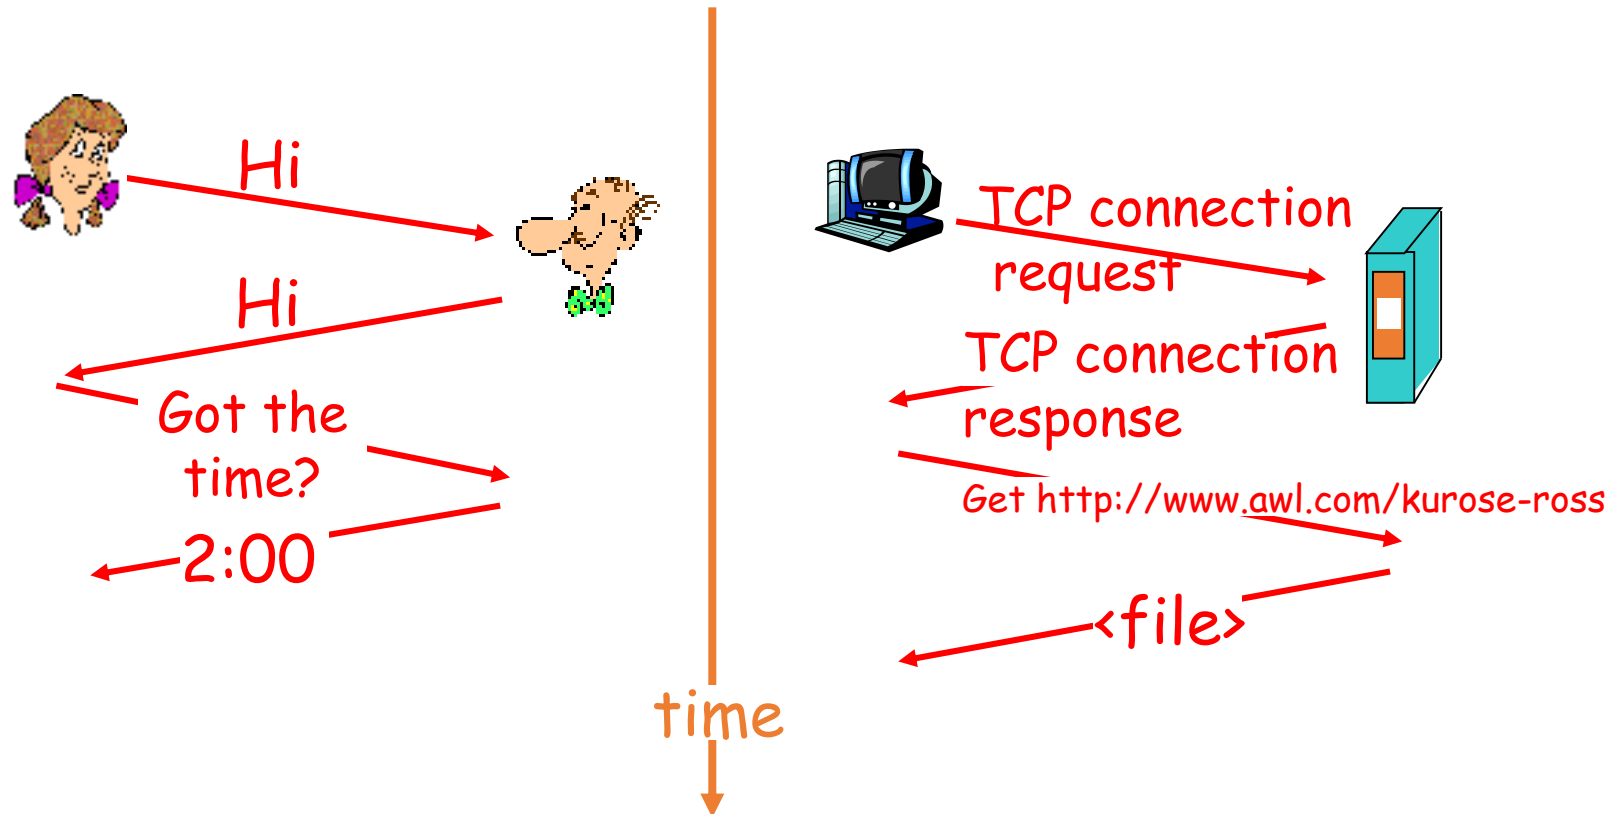 Hi
Hi
Got the
time?
2:00
TCP connection
request
TCP connection
response
Get http://www.awl.com/kurose-ross
<file>
time